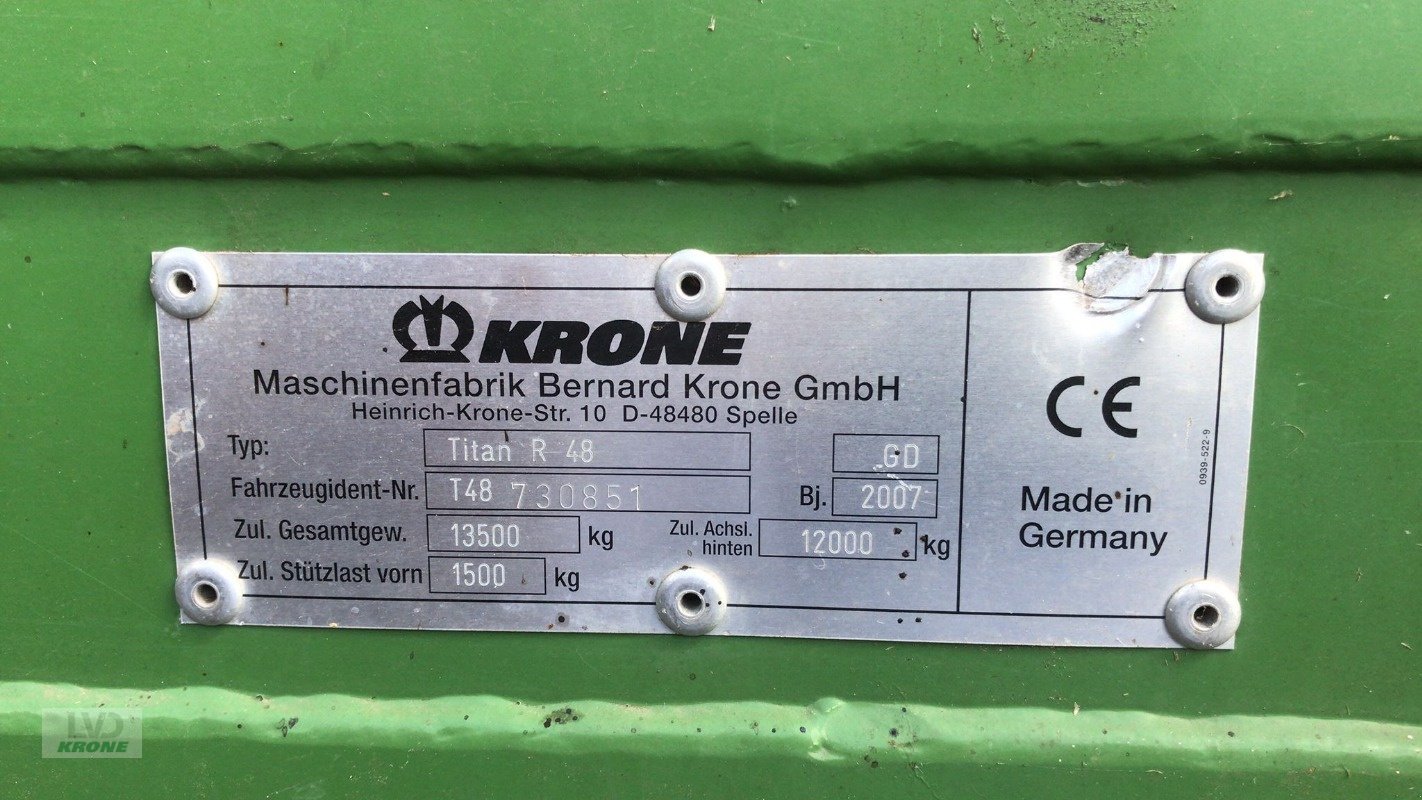 KRONE
Maschinenfabrik Bernard Krone GmbH
Heinrich-Krone-Str. 10 D-48480 Spelle
Typ: Titan R 48 GD
Fahrzeugident-Nr. T48 730851 Bj. 2007
Zul. Gesamtgew. 13500 kg Zul. Achsl. hinten 12000 kg
Zul. Stützlast vorn 1500 kg
CE
0939-522-9
Made in
Germany
LVD
KRONE